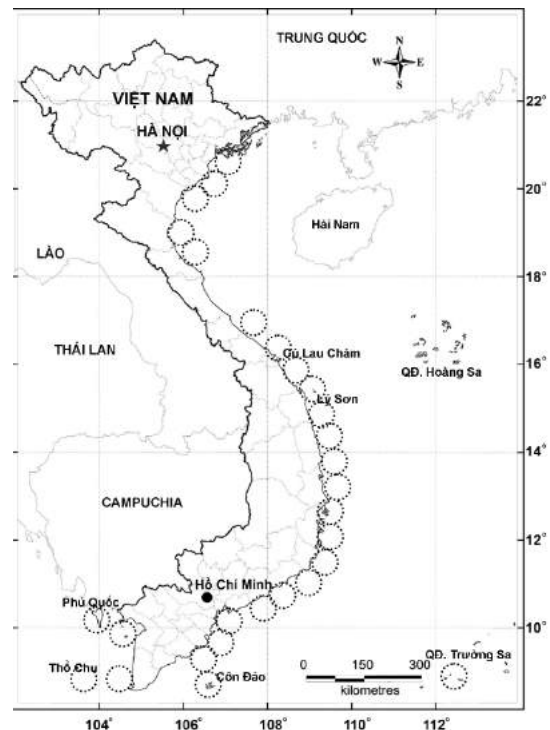 TRUNG QUỐC
N
W E
S
VIỆT NAM
HÀ NỘI
22°
20°
Hải Nam
LÀO
18°
Cù Lau Chàm
THÁI LAN
16°
QĐ. Hoàng Sa
Lý Sơn
14°
CAMPUCHIA
12°
Hồ Chí Minh
Phú Quốc
10°
QĐ. Trường Sa
Thổ Chu
Côn Đảo
0 150 300
kilometres
104° 106° 108° 110° 112°